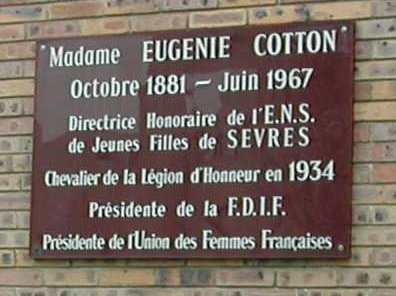 Madame EUGENIE COTTON
Octobre 1881 ~ Juin 1967
Directrice Honoraire de l'E.N.S.
de Jeunes Filles de SEVRES
Chevalier de la Légion d'Honneur en 1934
Présidente de la F.D.I.F.
Présidente de l'Union des Femmes Françaises